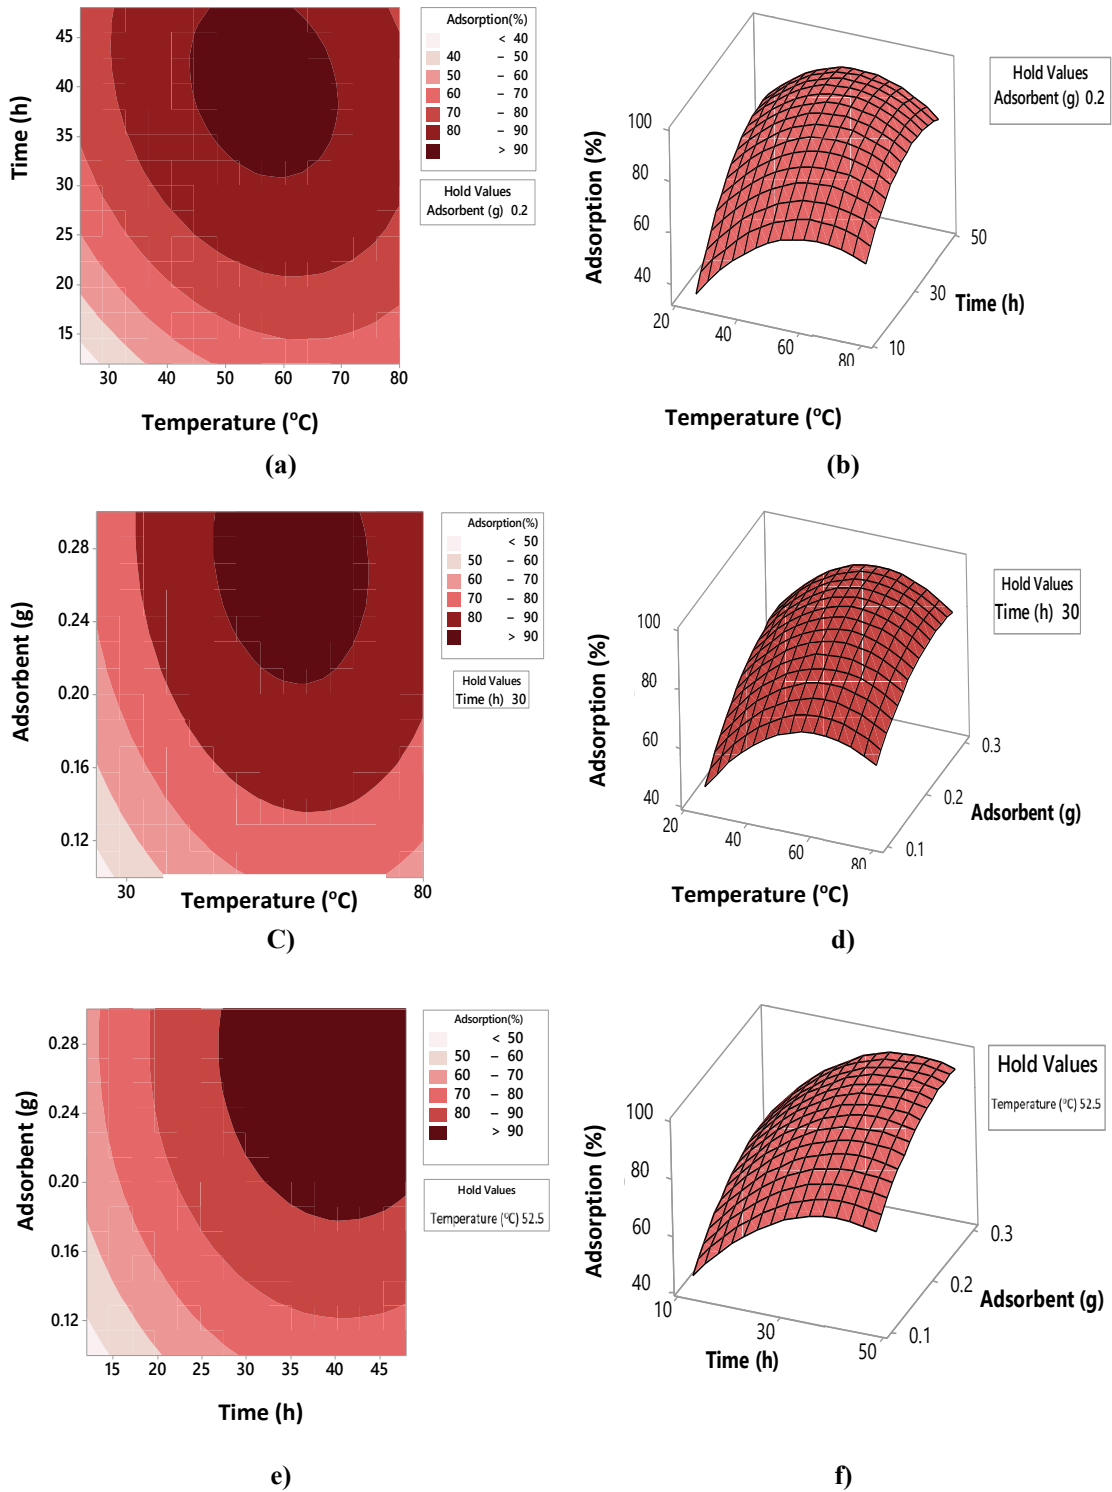 45
40
35
30
25
20
15
Time (h)
30 40 50 60 70 80
Temperature (°C)
(a)
Adsorption(%)
< 40
40 – 50
50 – 60
60 – 70
70 – 80
80 – 90
> 90
Hold Values
Adsorbent (g) 0.2
100
80
60
40
Adsorption (%)
20
40
60
80
10
30
50
Time (h)
Temperature (°C)
(b)
Hold Values
Adsorbent (g) 0.2
0.28
0.24
0.20
0.16
0.12
Adsorbent (g)
30 80
Temperature (°C)
C)
Adsorption(%)
< 50
50 – 60
60 – 70
70 – 80
80 – 90
> 90
Hold Values
Time (h) 30
100
80
60
40
Adsorption (%)
20
40
60
80
0.1
0.2
0.3
Adsorbent (g)
Temperature (°C)
d)
Hold Values
Time (h) 30
0.28
0.24
0.20
0.16
0.12
Adsorbent (g)
15 20 25 30 35 40 45
Time (h)
e)
Adsorption(%)
< 50
50 – 60
60 – 70
70 – 80
80 – 90
> 90
Hold Values
Temperature (°C) 52.5
100
80
60
40
Adsorption (%)
10
30
50
Time (h)
0.1
0.2
0.3
Adsorbent (g)
f)
Hold Values
Temperature (°C) 52.5